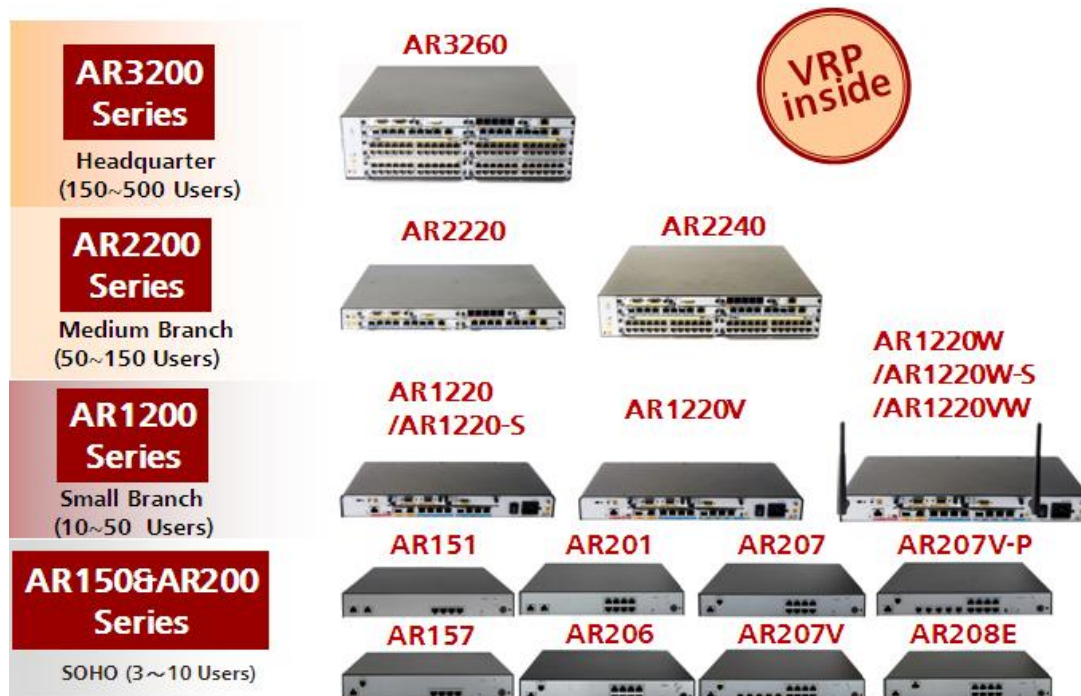 AR3200
Series
Headquarter
(150~500 Users)
AR3260
VRP
inside
AR2200
Series
Medium Branch
(50~150 Users)
AR2220
AR2240
AR1200
Series
Small Branch
(10~50 Users)
AR1220
/AR1220-S
AR1220V
AR1220W
/AR1220W-S
/AR1220VW
AR150&AR200
Series
SOHO (3～10 Users)
AR151
AR201
AR207
AR207V-P
AR157
AR206
AR207V
AR208E